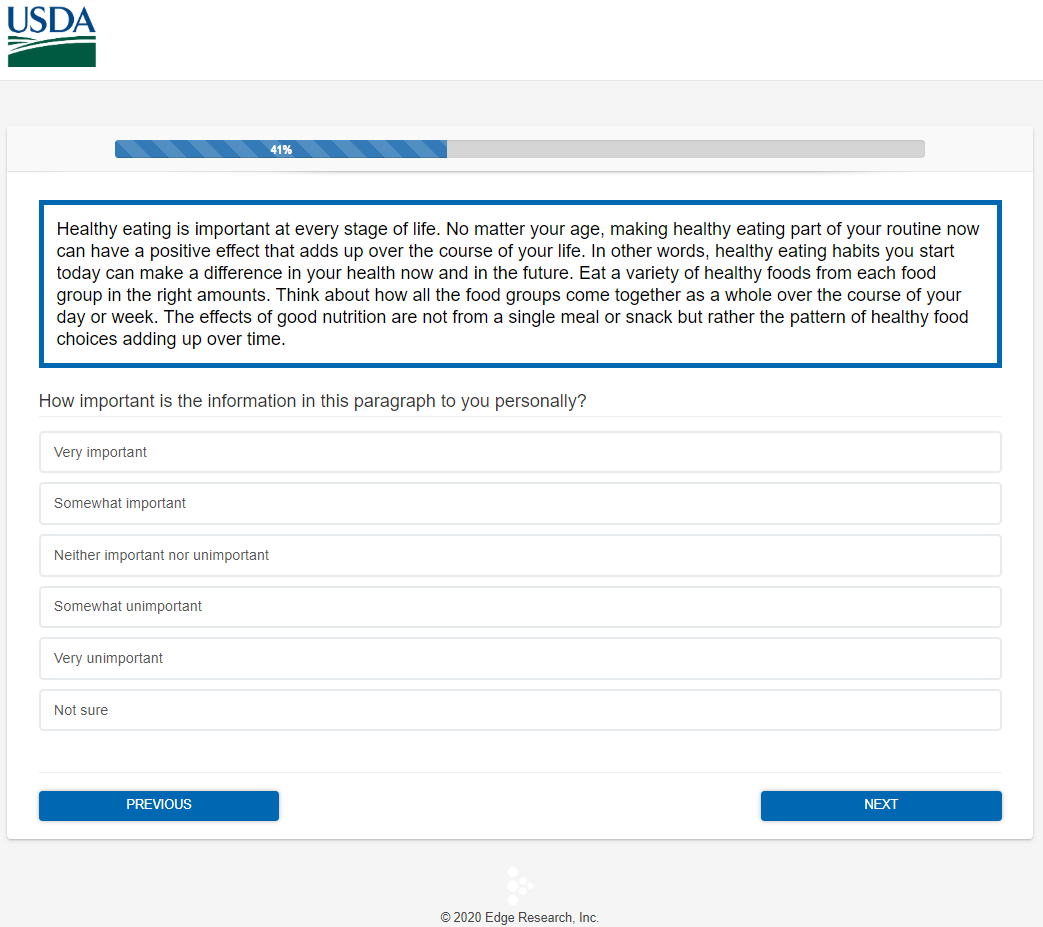 USDA
41%
Healthy eating is important at every stage of life. No matter your age, making healthy eating part of your routine now
can have a positive effect that adds up over the course of your life. In other words, healthy eating habits you start
today can make a difference in your health now and in the future. Eat a variety of healthy foods from each food
group in the right amounts. Think about how all the food groups come together as a whole over the course of your
day or week. The effects of good nutrition are not from a single meal or snack but rather the pattern of healthy food
choices adding up over time.
How important is the information in this paragraph to you personally?
Very important
Somewhat important
Neither important nor unimportant
Somewhat unimportant
Very unimportant
Not sure
PREVIOUS
NEXT
© 2020 Edge Research, Inc.